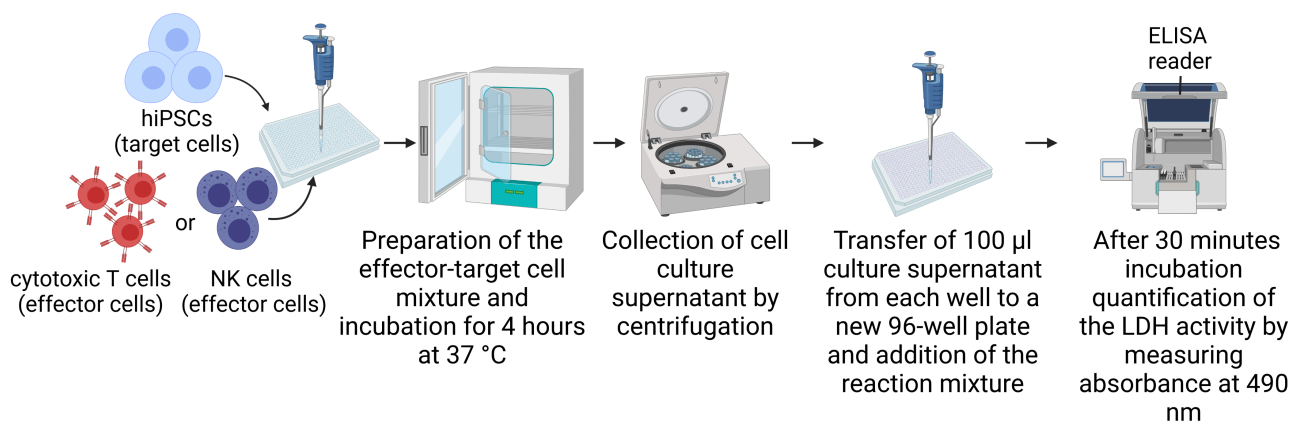 hiPSCs
(target cells)
cytotoxic T cells
(effector cells)
or
NK cells
(effector cells)
Preparation of the
effector-target cell
mixture and
incubation for 4 hours
at 37 °C
Collection of cell
culture
supernatant by
centrifugation
Transfer of 100 µl
culture supernatant
from each well to a
new 96-well plate
and addition of the
reaction mixture
ELISA
reader
After 30 minutes
incubation
quantification of
the LDH activity by
measuring
absorbance at 490
nm